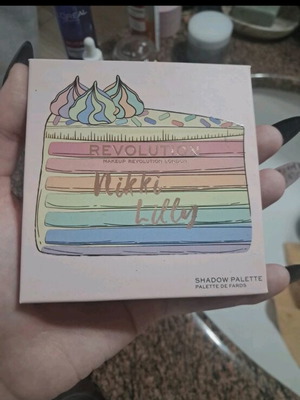 REVOLUTION
MAKEUP REVOLUTION LONDON
Nikki
Lilly
SHADOW PALETTE
PALETTE DE FARDS